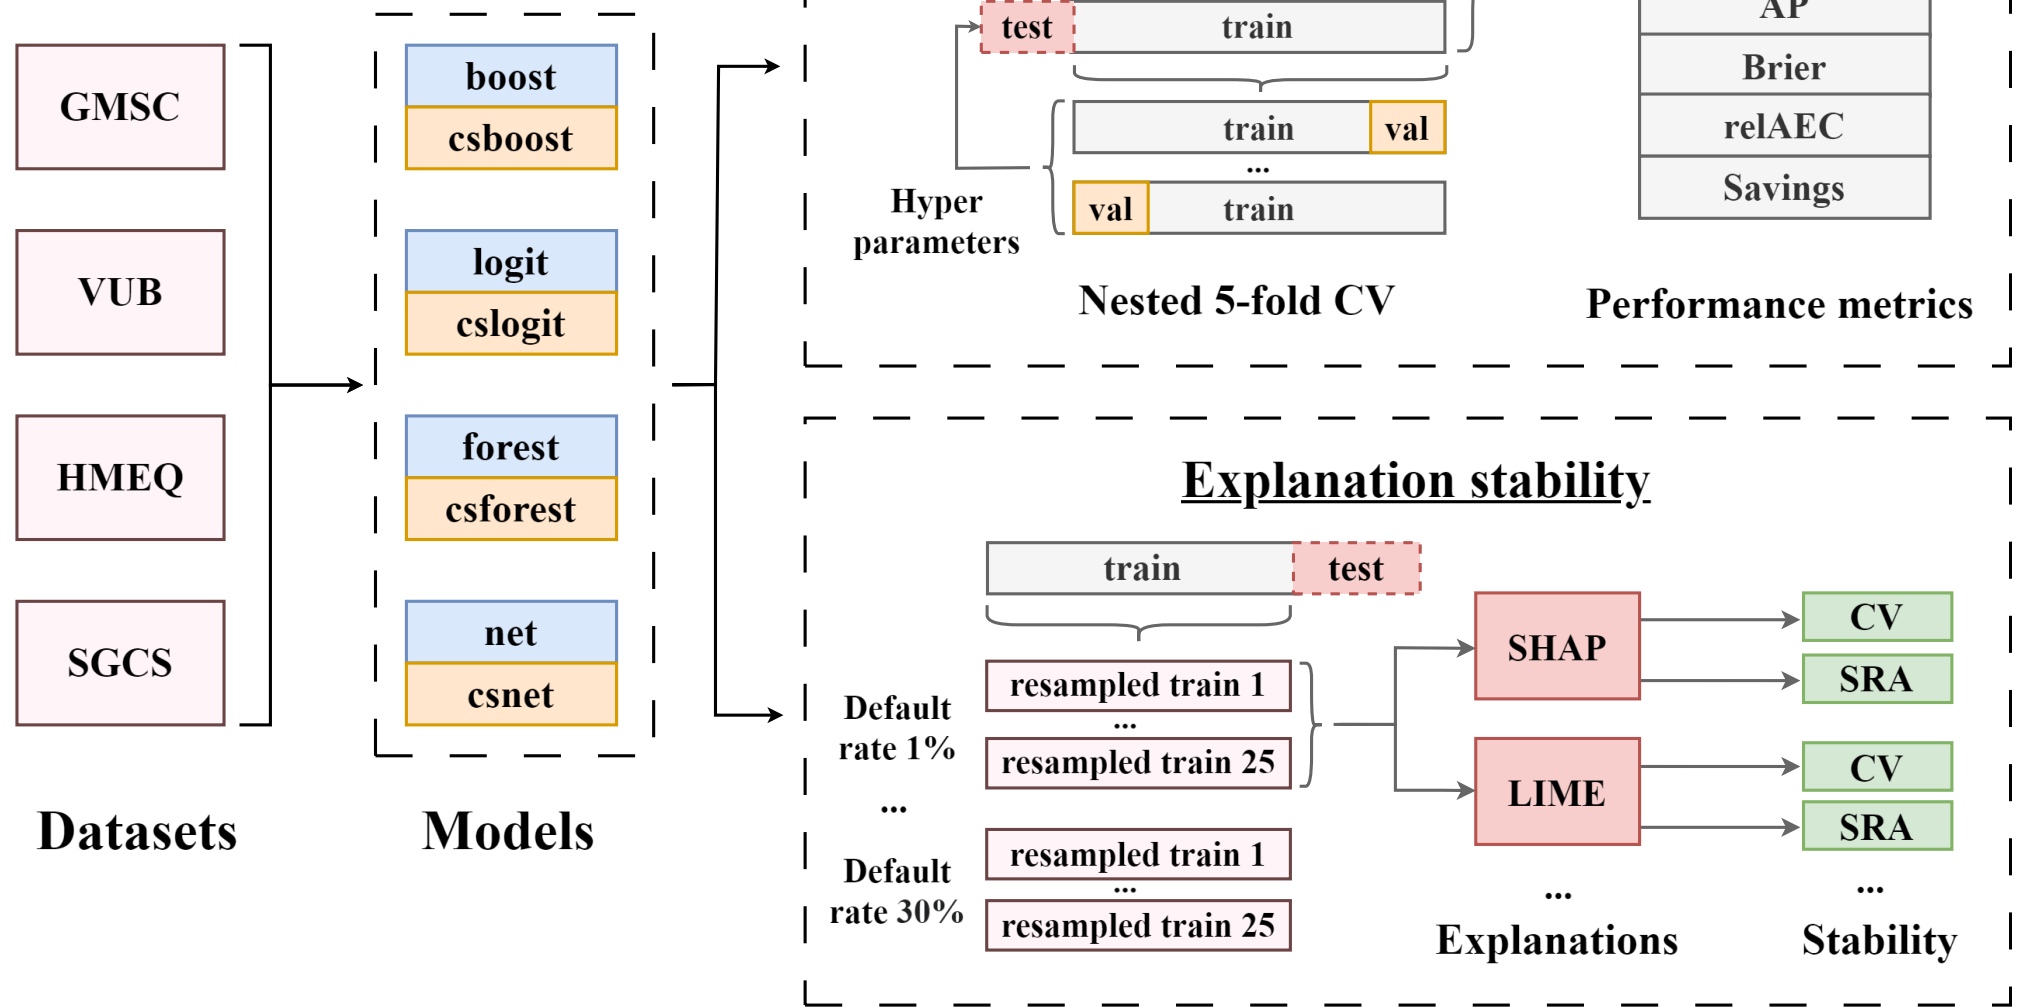 GMSC
VUB
HMEQ
SGCS
Datasets
boost
csboost
logit
cslogit
forest
csforest
net
csnet
Models
test
train
train
val
...
val
train
Hyper
parameters
Nested 5-fold CV
AP
Brier
relAEC
Savings
Performance metrics
Explanation stability
train
test
Default
rate 1%
resampled train 1
...
resampled train 25
...
Default
rate 30%
resampled train 1
...
resampled train 25
SHAP
LIME
...
Explanations
CV
SRA
CV
SRA
...
Stability